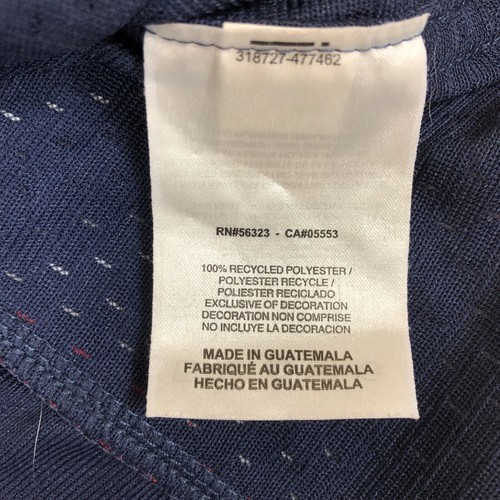 318727-477462
RN#56323 - CA#05553
100% RECYCLED POLYESTER /
POLYESTER RECYCLE /
POLIESTER RECICLADO
EXCLUSIVE OF DECORATION
DECORATION NON COMPRISE
NO INCLUYE LA DECORACION
MADE IN GUATEMALA
FABRIQUÉ AU GUATEMALA
HECHO EN GUATEMALA